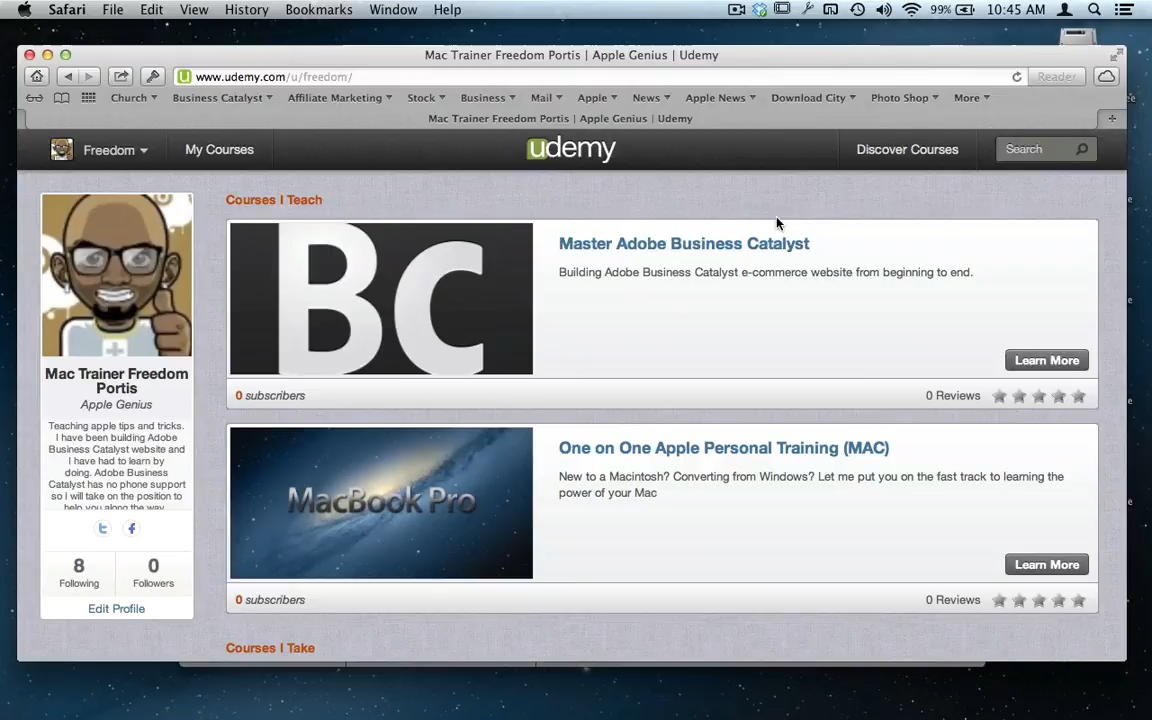 Safari File Edit View History Bookmarks Window Help 99% 10:45 AM
Mac Trainer Freedom Portis | Apple Genius | Udemy
www.udemy.com/u/freedom/ Reader
Church Business Catalyst Affiliate Marketing Stock Business Mail Apple News Apple News Download City Photo Shop More
Mac Trainer Freedom Portis | Apple Genius | Udemy
Freedom My Courses udemy Discover Courses Search
Courses I Teach
BC
Master Adobe Business Catalyst
Building Adobe Business Catalyst e-commerce website from beginning to end.
Learn More
0 subscribers 0 Reviews
Mac Trainer Freedom
Portis
Apple Genius
Teaching apple tips and tricks.
I have been building Adobe
Business Catalyst website and
I have had to learn by
doing. Adobe Business
Catalyst has no phone support
so I will take on the position to
help you along the way.
8 0
Following Followers
Edit Profile
MacBook Pro
One on One Apple Personal Training (MAC)
New to a Macintosh? Converting from Windows? Let me put you on the fast track to learning the
power of your Mac
Learn More
0 subscribers 0 Reviews
Courses I Take